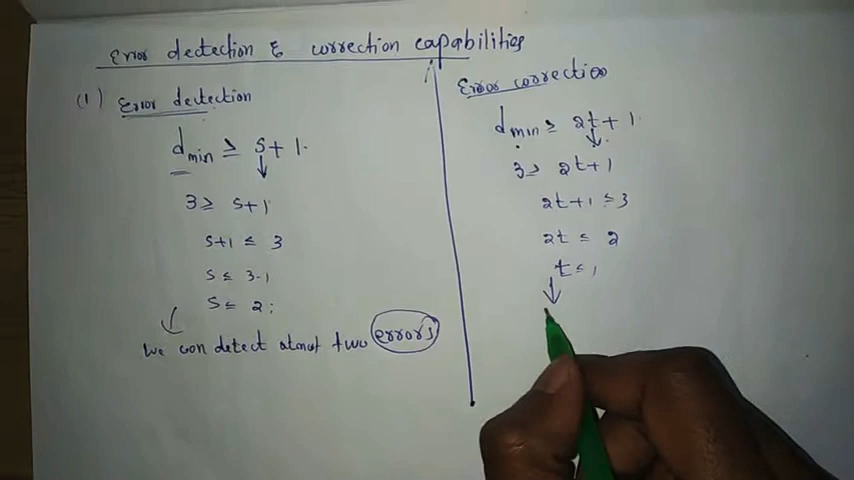 Error detection & correction capabilities
(1) Error detection
dmin ≥ s+1.
3 ≥ s+1
s+1 ≤ 3
s ≤ 3-1
s ≤ 2;
we can detect atmost two errors
Error correction
dmin ≥ 2t+1.
3 ≥ 2t+1
2t+1 ≤ 3
2t ≤ 2
t ≤ 1